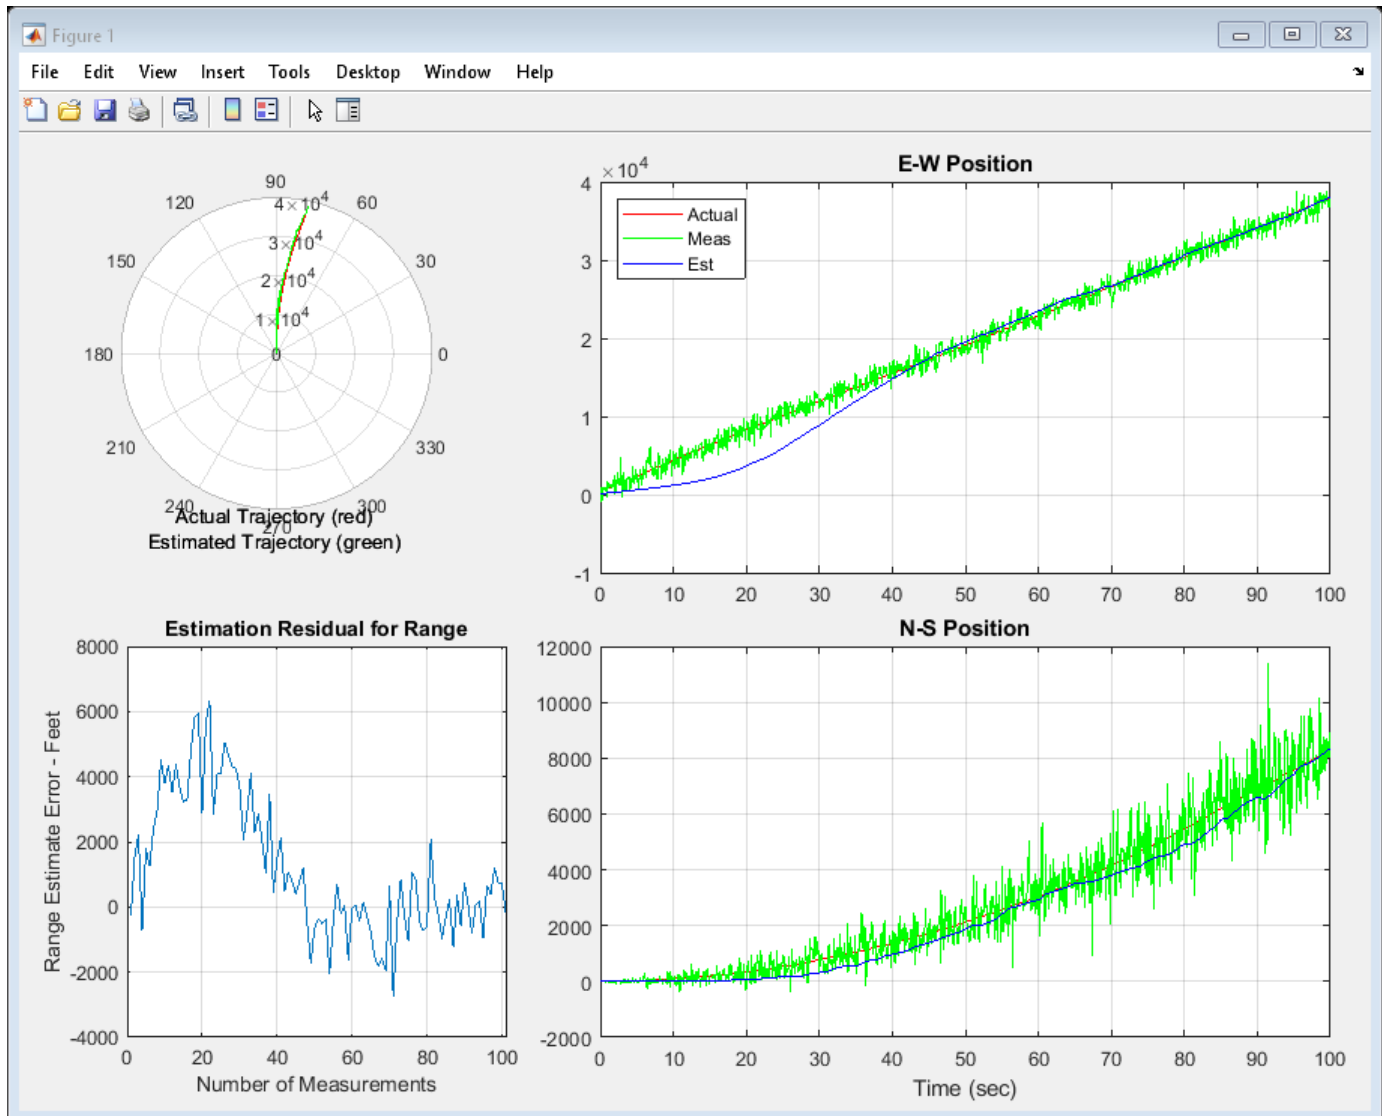 Figure 1
File Edit View Insert Tools Desktop Window Help
90
120 60
150 30
180 0
210 330
240 300
270
4×10^4
3×10^4
2×10^4
1×10^4
0
Actual Trajectory (red)
Estimated Trajectory (green)
E-W Position
×10^4
4
3
2
1
0
-1
0 10 20 30 40 50 60 70 80 90 100
Actual
Meas
Est
Estimation Residual for Range
Range Estimate Error - Feet
8000
6000
4000
2000
0
-2000
-4000
0 20 40 60 80 100
Number of Measurements
N-S Position
12000
10000
8000
6000
4000
2000
0
-2000
0 10 20 30 40 50 60 70 80 90 100
Time (sec)